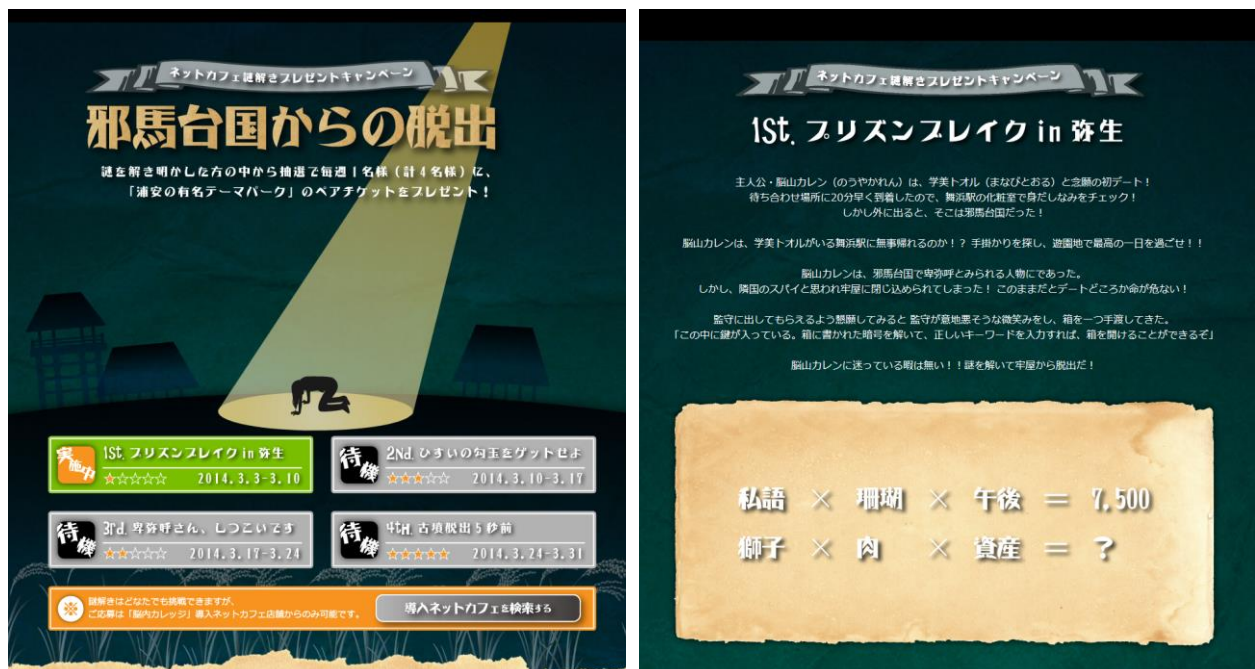 ネットカフェ謎解きプレゼントキャンペーン
邪馬台国からの脱出
謎を解き明かした方の中から抽選で毎週1名様(計4名様)に、
「浦安の有名テーマパーク」のペアチケットをプレゼント!
実施中
1St. プリズンブレイク in 弥生
★☆☆☆☆ 2014.3.3-3.10
待機
2Nd. ひすいの勾玉をゲットせよ
★★★☆☆ 2014.3.10-3.17
待機
3rd. 卑弥呼さん、しつこいです
★★☆☆☆ 2014.3.17-3.24
待機
4tH. 古墳脱出5秒前
★★★★★ 2014.3.24-3.31
※
謎解きはどなたでも挑戦できますが、
ご応募は「脳内カレッジ」導入ネットカフェ店舗からのみ可能です。
導入ネットカフェを検索する
ネットカフェ謎解きプレゼントキャンペーン
1St. プリズンブレイク in 弥生
主人公・脳山カレン(のうやかれん)は、学美トオル(まなびとおる)と念願の初デート!
待ち合わせ場所に20分早く到着したので、舞浜駅の化粧室で身だしなみをチェック!
しかし外に出ると、そこは邪馬台国だった!
脳山カレンは、学美トオルがいる舞浜駅に無事帰れるのか!? 手掛かりを探し、遊園地で最高の一日を過ごせ!!
脳山カレンは、邪馬台国で卑弥呼とみられる人物にであった。
しかし、隣国のスパイと思われ牢屋に閉じ込められてしまった! このままだとデートどころか命が危ない!
監守に出してもらえるよう懇願してみると 監守が意地悪そうな微笑みをし、箱を一つ手渡してきた。
「この中に鍵が入っている。箱に書かれた暗号を解いて、正しいキーワードを入力すれば、箱を開けることができるぞ」
脳山カレンに迷っている暇は無い!!謎を解いて牢屋から脱出だ!
私語 × 珊瑚 × 午後 = 7,500
獅子 × 肉 × 資産 = ?